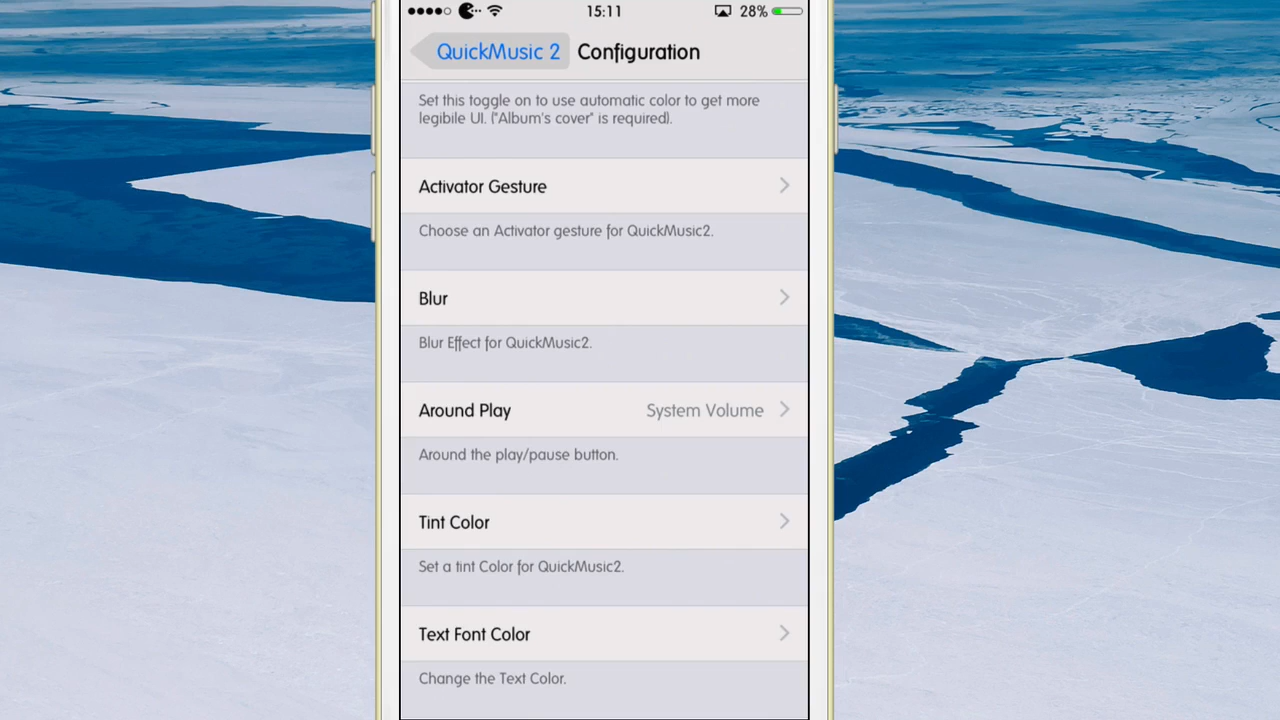 15:11
28%
QuickMusic 2
Configuration
Set this toggle on to use automatic color to get more
legibile UI. ("Album's cover" is required).
Activator Gesture
Choose an Activator gesture for QuickMusic2.
Blur
Blur Effect for QuickMusic2.
Around Play
System Volume
Around the play/pause button.
Tint Color
Set a tint Color for QuickMusic2.
Text Font Color
Change the Text Color.